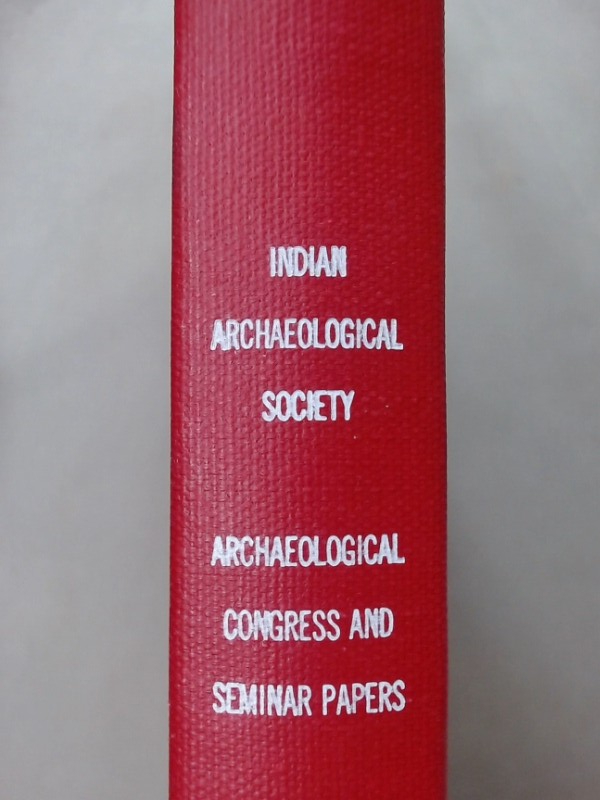 INDIAN
ARCHAEOLOGICAL
SOCIETY
ARCHAEOLOGICAL
CONGRESS AND
SEMINAR PAPERS